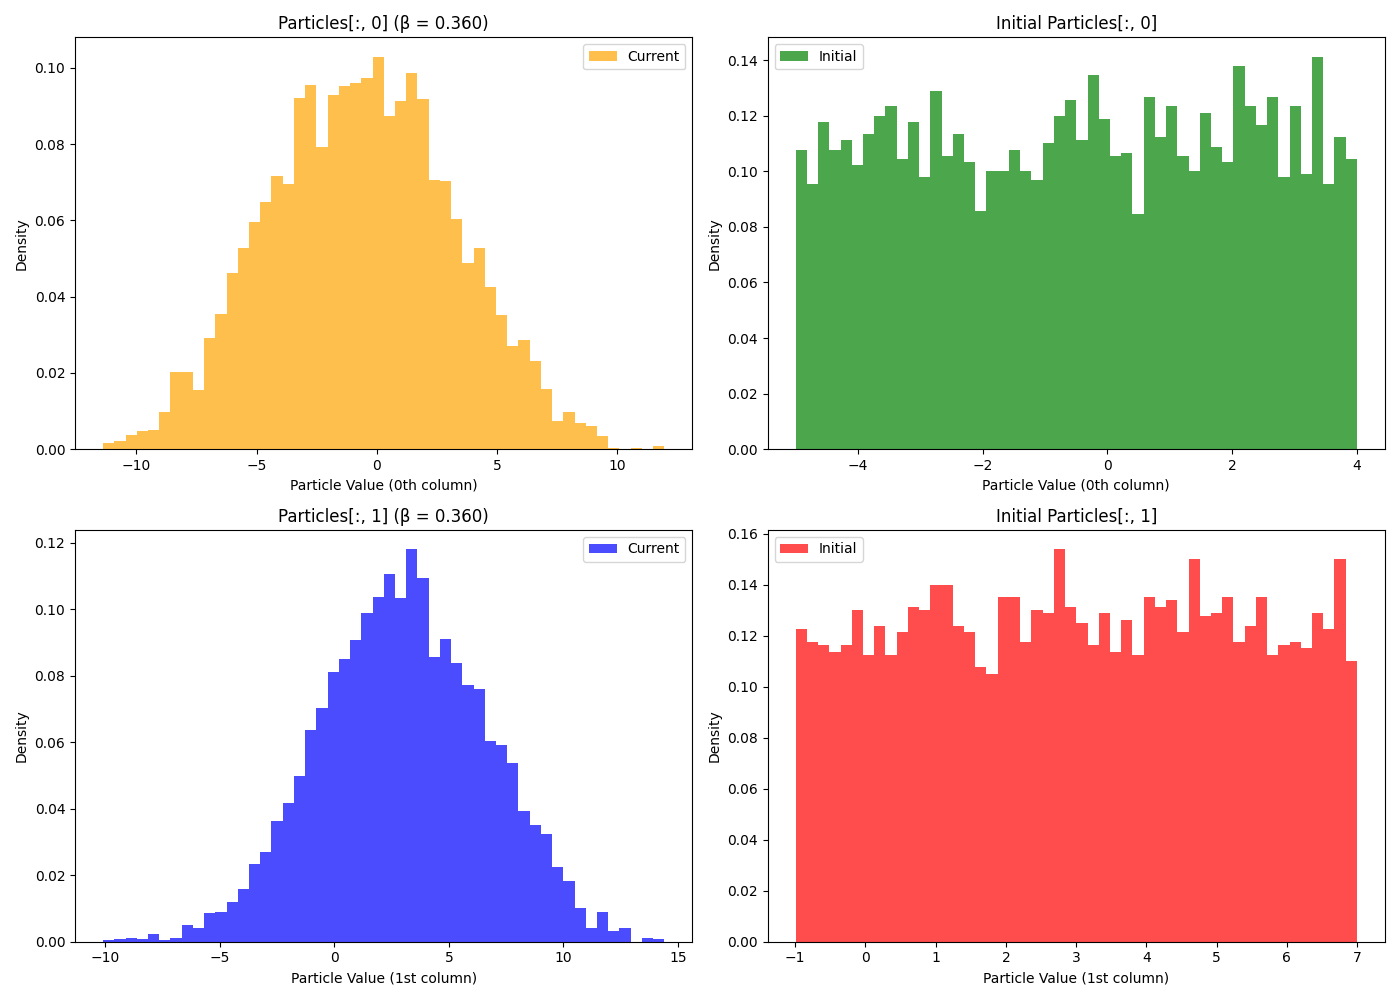 Particles[:, 0] (β = 0.360)
Current
0.10
0.08
0.06
0.04
0.02
0.00
Density
−10 −5 0 5 10
Particle Value (0th column)
Initial Particles[:, 0]
Initial
0.14
0.12
0.10
0.08
0.06
0.04
0.02
0.00
Density
−4 −2 0 2 4
Particle Value (0th column)
Particles[:, 1] (β = 0.360)
Current
0.12
0.10
0.08
0.06
0.04
0.02
0.00
Density
−10 −5 0 5 10 15
Particle Value (1st column)
Initial Particles[:, 1]
Initial
0.16
0.14
0.12
0.10
0.08
0.06
0.04
0.02
0.00
Density
−1 0 1 2 3 4 5 6 7
Particle Value (1st column)